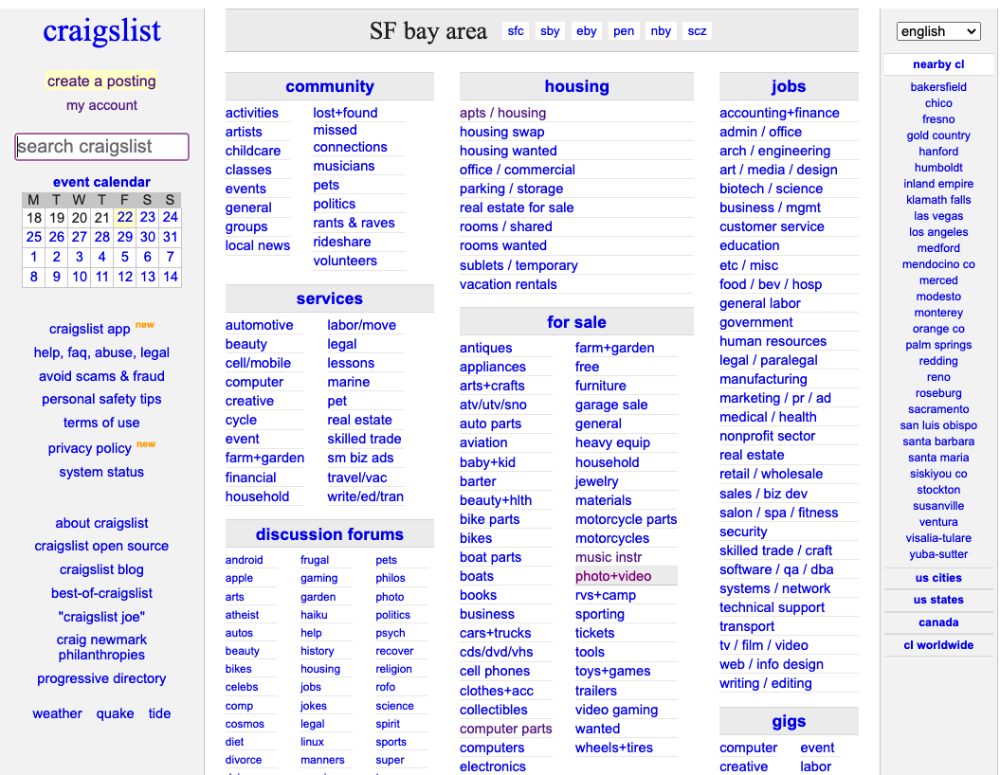 craigslist
create a posting
my account
search craigslist
event calendar
M T W T F S S
18 19 20 21 22 23 24
25 26 27 28 29 30 31
1 2 3 4 5 6 7
8 9 10 11 12 13 14
craigslist app new
help, faq, abuse, legal
avoid scams & fraud
personal safety tips
terms of use
privacy policy new
system status
about craigslist
craigslist open source
craigslist blog
best-of-craigslist
"craigslist joe"
craig newmark
philanthropies
progressive directory
weather quake tide
SF bay area sfc sby eby pen nby scz
community
activities
artists
childcare
classes
events
general
groups
local news
lost+found
missed
connections
musicians
pets
politics
rants & raves
rideshare
volunteers
services
automotive
beauty
cell/mobile
computer
creative
cycle
event
farm+garden
financial
household
labor/move
legal
lessons
marine
pet
real estate
skilled trade
sm biz ads
travel/vac
write/ed/tran
discussion forums
android
apple
arts
atheist
autos
beauty
bikes
celebs
comp
cosmos
diet
divorce
frugal
gaming
garden
haiku
help
history
housing
jobs
jokes
legal
linux
manners
pets
philos
photo
politics
psych
recover
religion
rofo
science
spirit
sports
super
housing
apts / housing
housing swap
housing wanted
office / commercial
parking / storage
real estate for sale
rooms / shared
rooms wanted
sublets / temporary
vacation rentals
for sale
antiques
appliances
arts+crafts
atv/utv/sno
auto parts
aviation
baby+kid
barter
beauty+hlth
bike parts
bikes
boat parts
boats
books
business
cars+trucks
cds/dvd/vhs
cell phones
clothes+acc
collectibles
computer parts
computers
electronics
farm+garden
free
furniture
garage sale
general
heavy equip
household
jewelry
materials
motorcycle parts
motorcycles
music instr
photo+video
rvs+camp
sporting
tickets
tools
toys+games
trailers
video gaming
wanted
wheels+tires
jobs
accounting+finance
admin / office
arch / engineering
art / media / design
biotech / science
business / mgmt
customer service
education
etc / misc
food / bev / hosp
general labor
government
human resources
legal / paralegal
manufacturing
marketing / pr / ad
medical / health
nonprofit sector
real estate
retail / wholesale
sales / biz dev
salon / spa / fitness
security
skilled trade / craft
software / qa / dba
systems / network
technical support
transport
tv / film / video
web / info design
writing / editing
gigs
computer
creative
event
labor
english
nearby cl
bakersfield
chico
fresno
gold country
hanford
humboldt
inland empire
klamath falls
las vegas
los angeles
medford
mendocino co
merced
modesto
monterey
orange co
palm springs
redding
reno
roseburg
sacramento
san luis obispo
santa barbara
santa maria
siskiyou co
stockton
susanville
ventura
visalia-tulare
yuba-sutter
us cities
us states
canada
cl worldwide